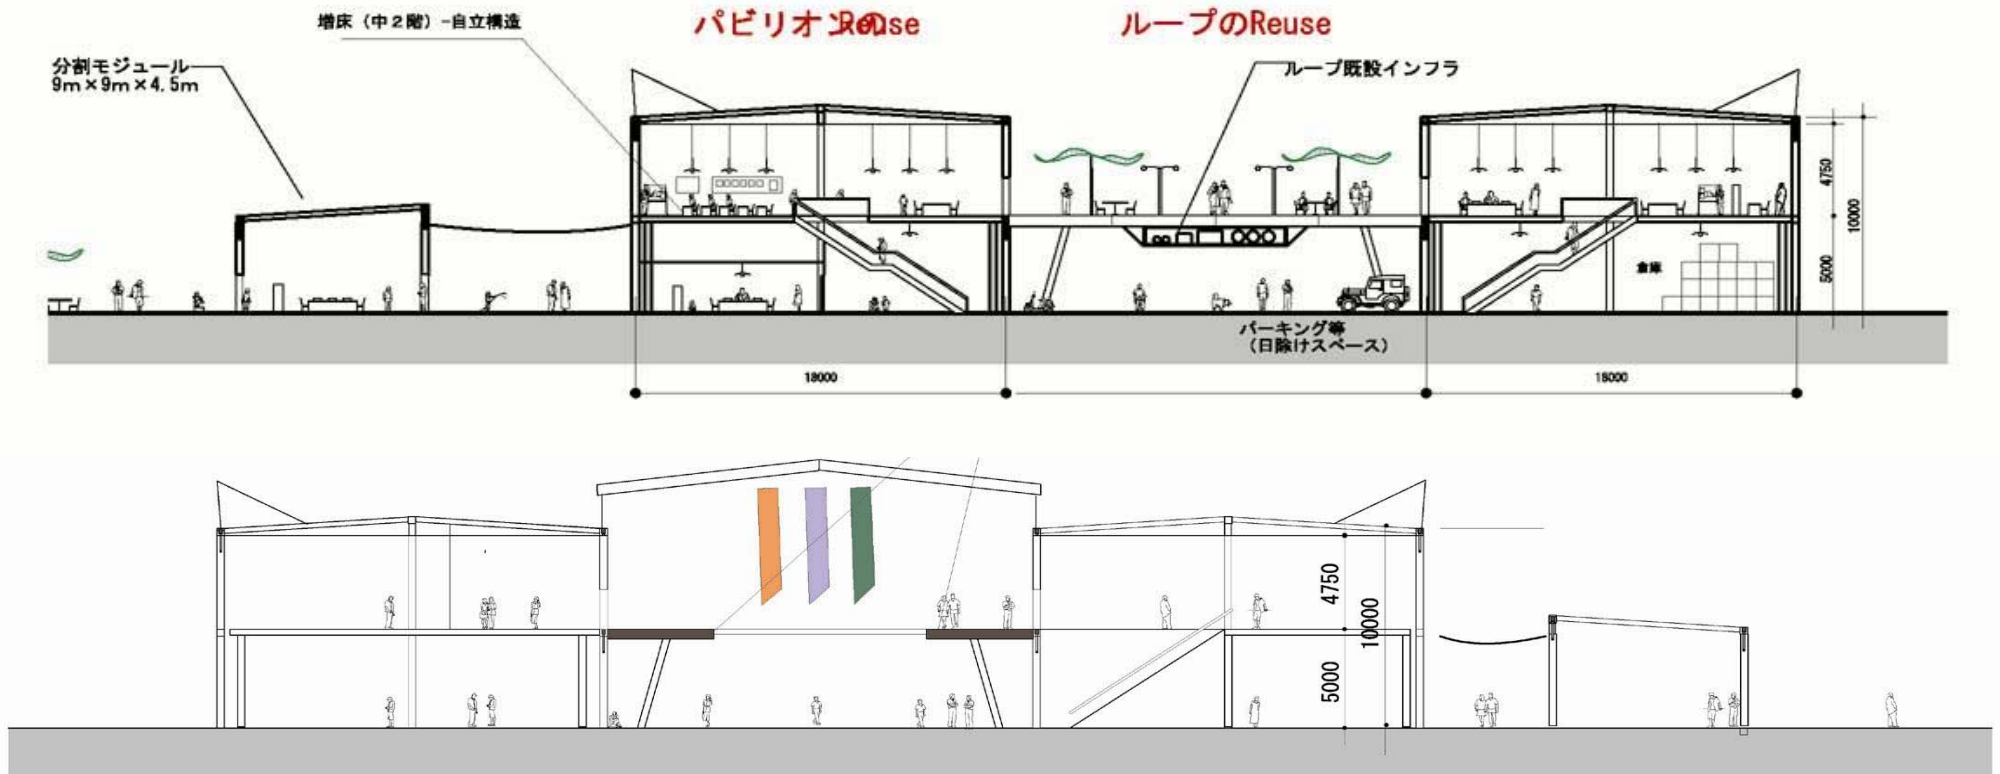 増床（中２階）-自立構造
パビリオンのReuse
ループのReuse
分割モジュール
9m×9m×4.5m
ループ既設インフラ
4750
10000
5000
倉庫
パーキング等
（日除けスペース）
18000
18000
4750
10000
5000